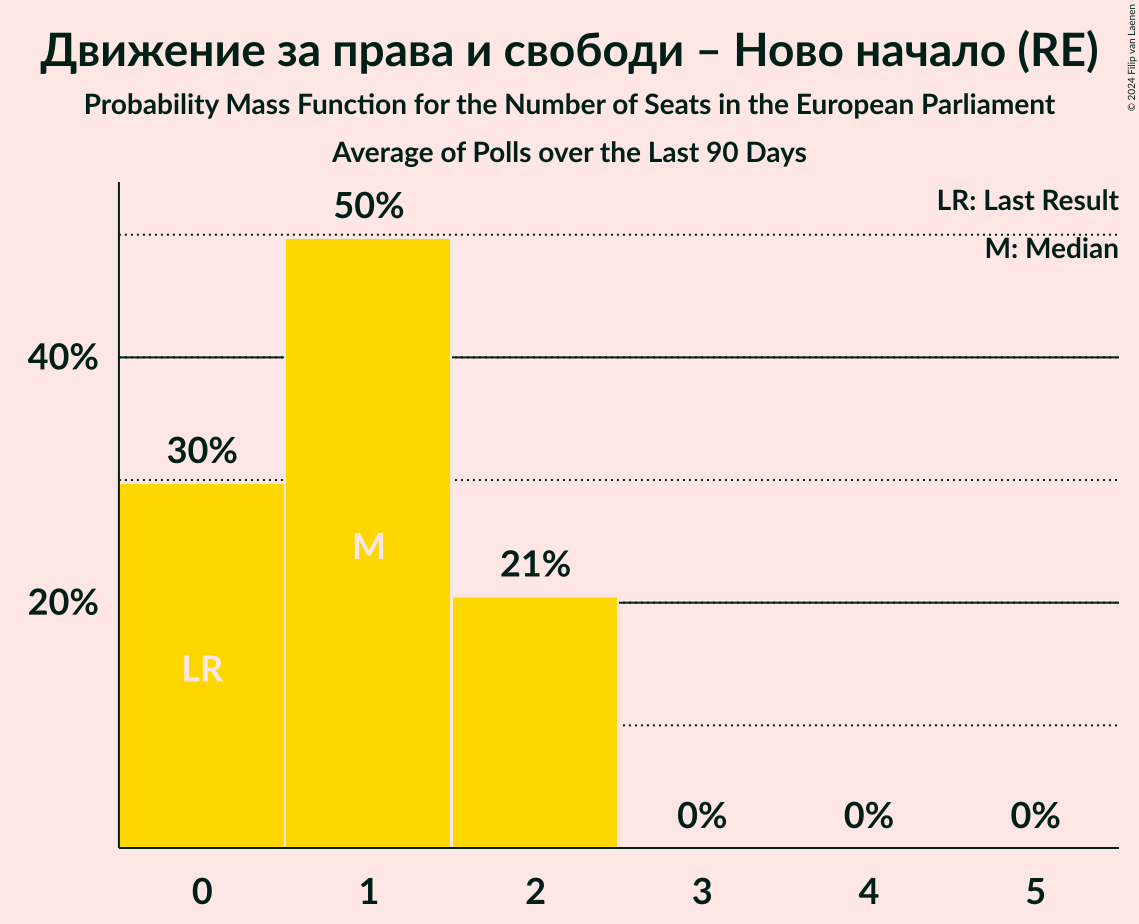 Движение за права и свободи – Ново начало (RE)
Probability Mass Function for the Number of Seats in the European Parliament
Average of Polls over the Last 90 Days
© 2024 Filip van Laenen
LR: Last Result
M: Median
50%
40%
30%
M
21%
20%
LR
0% 0% 0%
0 1 2 3 4 5